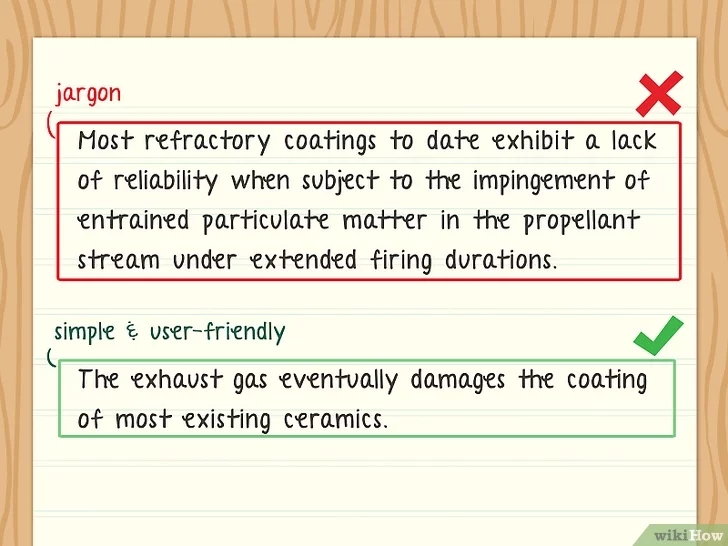 jargon
Most refractory coatings to date exhibit a lack
of reliability when subject to the impingement of
entrained particulate matter in the propellant
stream under extended firing durations.
simple & user-friendly
The exhaust gas eventually damages the coating
of most existing ceramics.
wikiHow